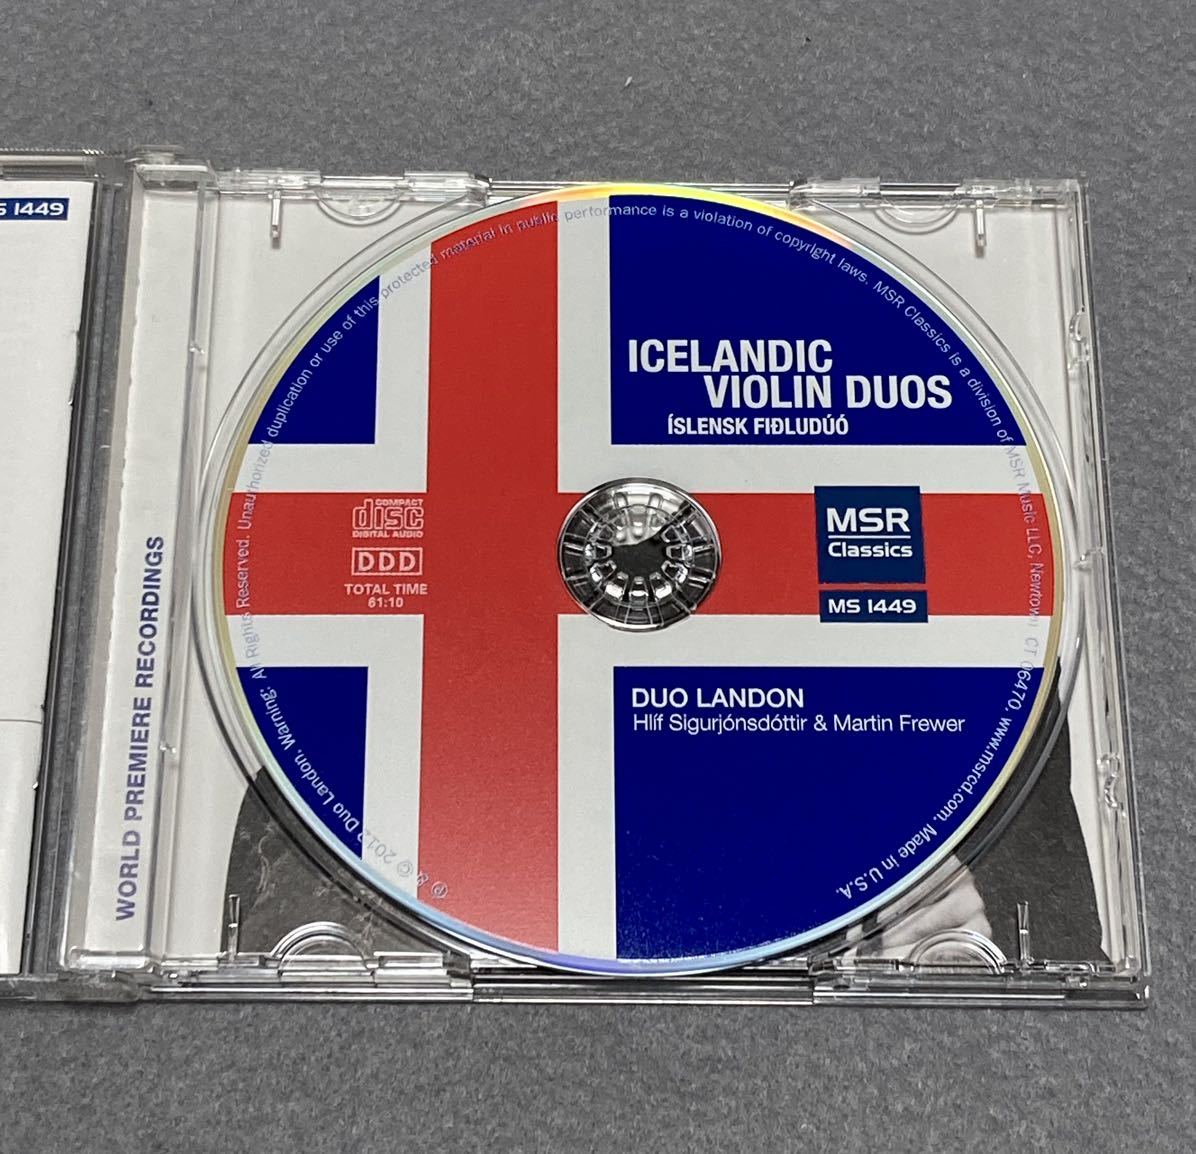 S 1449
WORLD PREMIERE RECORDINGS
ICELANDIC
VIOLIN DUOS
ÍSLENSK FIÐLUDÚÓ
COMPACT
disc
DIGITAL AUDIO
DDD
TOTAL TIME
61:10
MSR
Classics
MS 1449
DUO LANDON
Hlíf Sigurjónsdóttir & Martin Frewer
℗ & © 2012 Duo Landon. Warning: All Rights Reserved. Unauthorized duplication or use of this protected material in public performance is a violation of copyright laws. MSR Classics is a division of MSR Music LLC, Newtown, CT 06470. www.msrcd.com. Made in U.S.A.